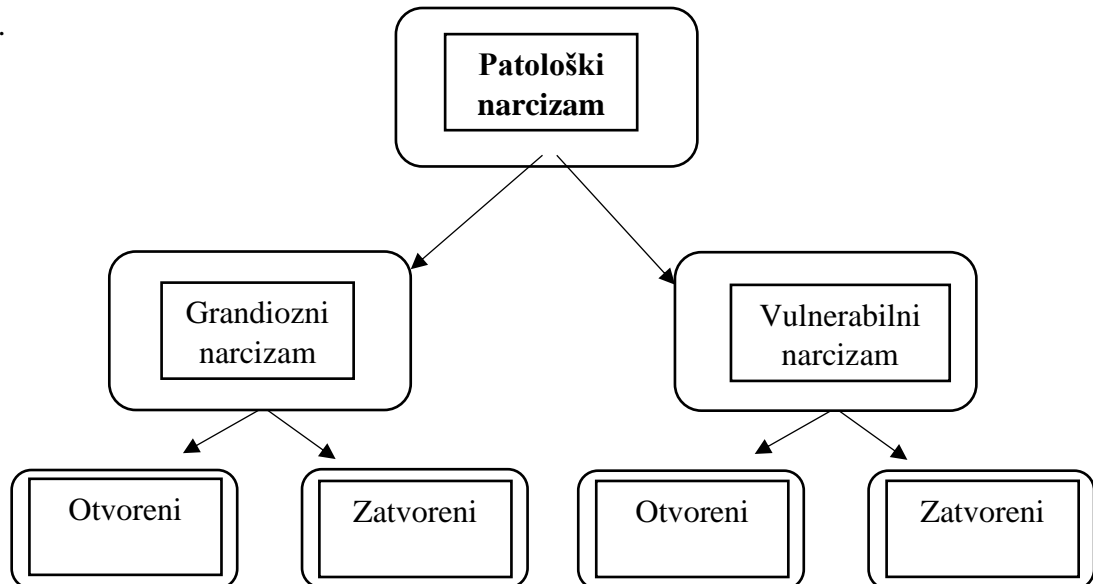 .
Patološki
narcizam
Grandiozni
narcizam
Vulnerabilni
narcizam
Otvoreni
Zatvoreni
Otvoreni
Zatvoreni